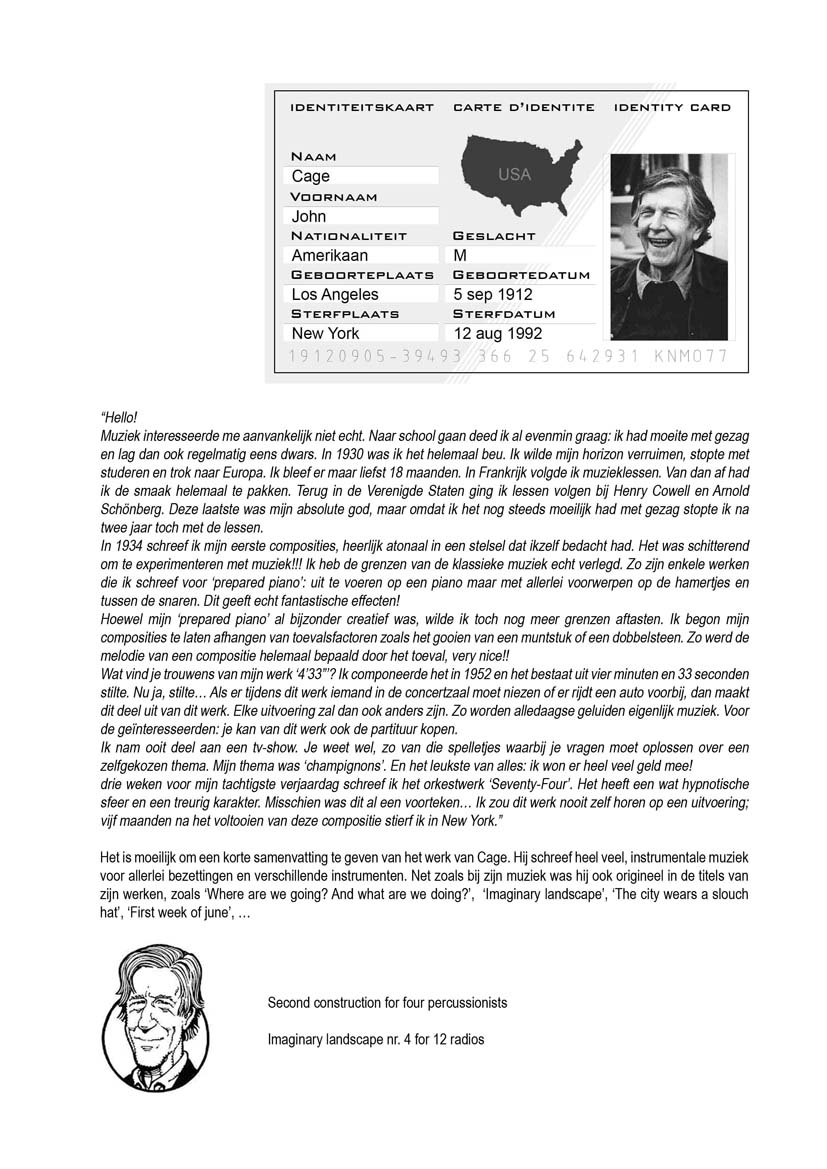 IDENTITEITSKAART CARTE D'IDENTITE IDENTITY CARD
NAAM
Cage
USA
VOORNAAM
John
NATIONALITEIT GESLACHT
Amerikaan M
GEBOORTEPLAATS GEBOORTEDATUM
Los Angeles 5 sep 1912
STERFPLAATS STERFDATUM
New York 12 aug 1992
19120905-39493 366 25 642931 KNMO77
“Hello!
Muziek interesseerde me aanvankelijk niet echt. Naar school gaan deed ik al evenmin graag: ik had moeite met gezag
en lag dan ook regelmatig eens dwars. In 1930 was ik het helemaal beu. Ik wilde mijn horizon verruimen, stopte met
studeren en trok naar Europa. Ik bleef er maar liefst 18 maanden. In Frankrijk volgde ik muzieklessen. Van dan af had
ik de smaak helemaal te pakken. Terug in de Verenigde Staten ging ik lessen volgen bij Henry Cowell en Arnold
Schönberg. Deze laatste was mijn absolute god, maar omdat ik het nog steeds moeilijk had met gezag stopte ik na
twee jaar toch met de lessen.
In 1934 schreef ik mijn eerste composities, heerlijk atonaal in een stelsel dat ikzelf bedacht had. Het was schitterend
om te experimenteren met muziek!!! Ik heb de grenzen van de klassieke muziek echt verlegd. Zo zijn enkele werken
die ik schreef voor ‘prepared piano’: uit te voeren op een piano maar met allerlei voorwerpen op de hamertjes en
tussen de snaren. Dit geeft echt fantastische effecten!
Hoewel mijn ‘prepared piano’ al bijzonder creatief was, wilde ik toch nog meer grenzen aftasten. Ik begon mijn
composities te laten afhangen van toevalsfactoren zoals het gooien van een muntstuk of een dobbelsteen. Zo werd de
melodie van een compositie helemaal bepaald door het toeval, very nice!!
Wat vind je trouwens van mijn werk ‘4’33”’? Ik componeerde het in 1952 en het bestaat uit vier minuten en 33 seconden
stilte. Nu ja, stilte… Als er tijdens dit werk iemand in de concertzaal moet niezen of er rijdt een auto voorbij, dan maakt
dit deel uit van dit werk. Elke uitvoering zal dan ook anders zijn. Zo worden alledaagse geluiden eigenlijk muziek. Voor
de geïnteresseerden: je kan van dit werk ook de partituur kopen.
Ik nam ooit deel aan een tv-show. Je weet wel, zo van die spelletjes waarbij je vragen moet oplossen over een
zelfgekozen thema. Mijn thema was ‘champignons’. En het leukste van alles: ik won er heel veel geld mee!
drie weken voor mijn tachtigste verjaardag schreef ik het orkestwerk ‘Seventy-Four’. Het heeft een wat hypnotische
sfeer en een treurig karakter. Misschien was dit al een voorteken… Ik zou dit werk nooit zelf horen op een uitvoering;
vijf maanden na het voltooien van deze compositie stierf ik in New York.”
Het is moeilijk om een korte samenvatting te geven van het werk van Cage. Hij schreef heel veel, instrumentale muziek
voor allerlei bezettingen en verschillende instrumenten. Net zoals bij zijn muziek was hij ook origineel in de titels van
zijn werken, zoals ‘Where are we going? And what are we doing?’, ‘Imaginary landscape’, ‘The city wears a slouch
hat’, ‘First week of june’, …
Second construction for four percussionists
Imaginary landscape nr. 4 for 12 radios